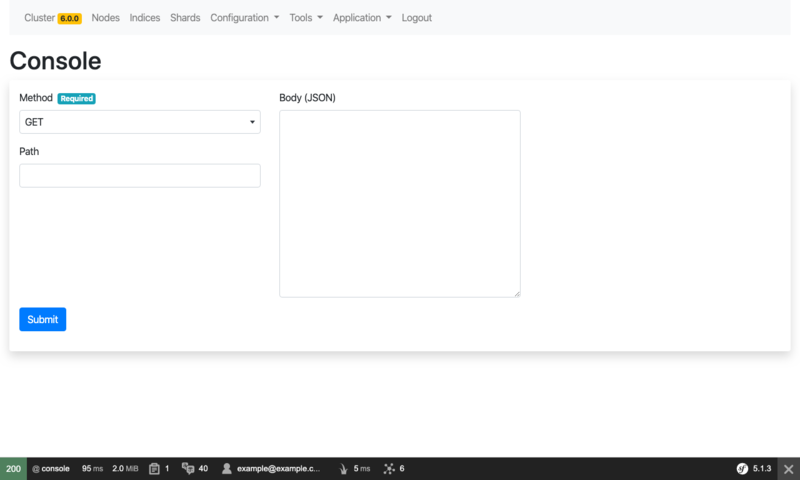 Cluster 6.0.0 Nodes Indices Shards Configuration Tools Application Logout
Console
Method Required
GET
Path
Body (JSON)
Submit
200 @ console 95 ms 2.0 MiB 1 40 example@example.c... 5 ms 6 sf 5.1.3